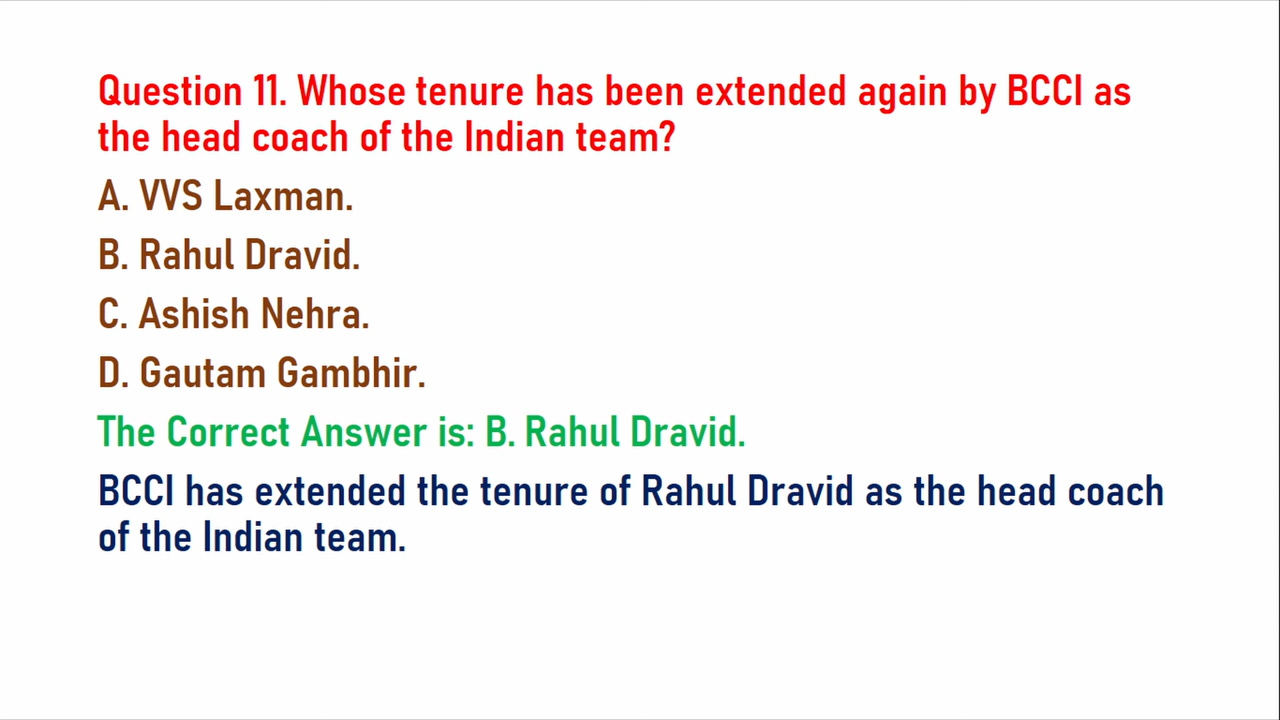 Question 11. Whose tenure has been extended again by BCCI as
the head coach of the Indian team?
A. VVS Laxman.
B. Rahul Dravid.
C. Ashish Nehra.
D. Gautam Gambhir.
The Correct Answer is: B. Rahul Dravid.
BCCI has extended the tenure of Rahul Dravid as the head coach
of the Indian team.